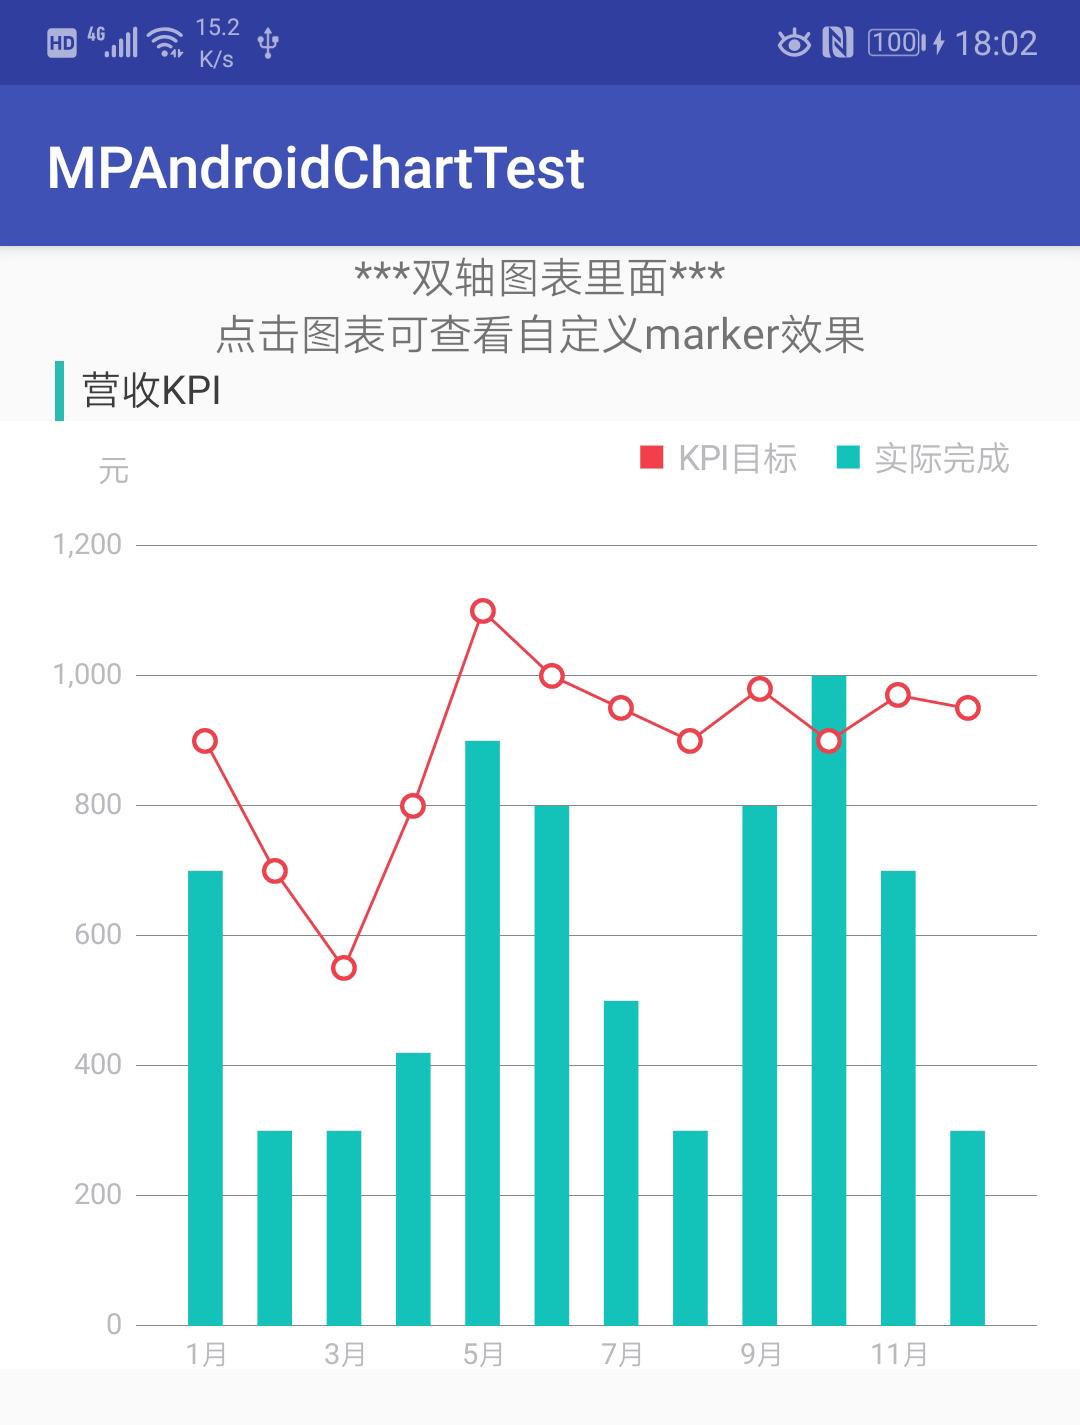 HD 4G 15.2 K/s 100 18:02
MPAndroidChartTest
***双轴图表里面***
点击图表可查看自定义marker效果
营收KPI
元 KPI目标 实际完成
1,200
1,000
800
600
400
200
0
1月 3月 5月 7月 9月 11月